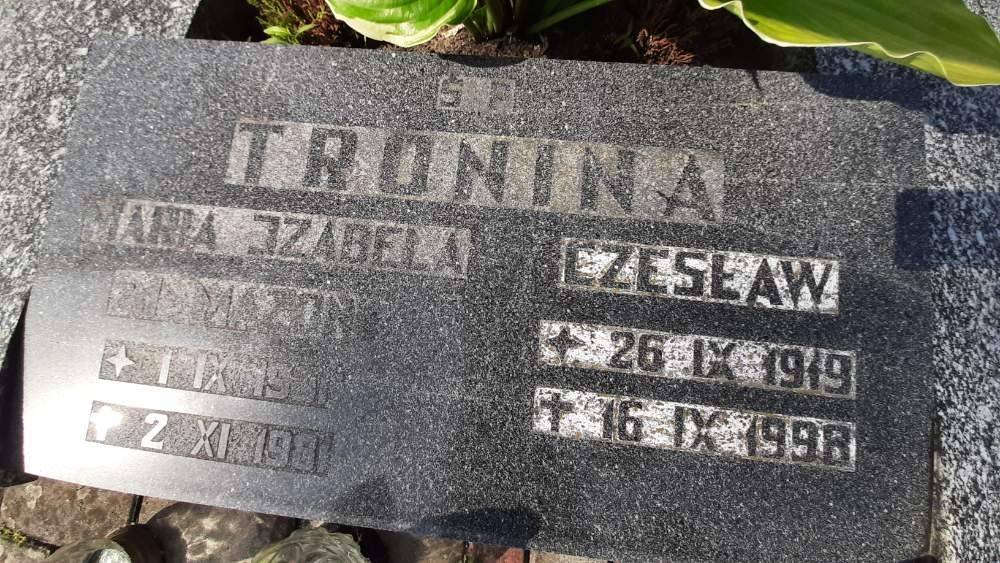 Ś P
TRONINA
MARIA IZABELA
CZESŁAW
1 IX
26 IX 1919
2 XI
16 IX 1998